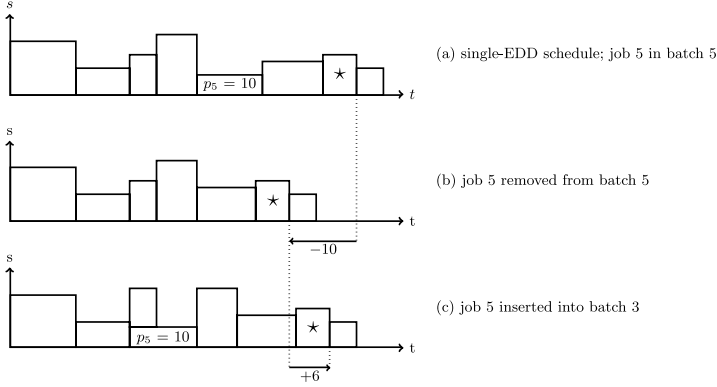 s
p₅ = 10
⋆
t
(a) single-EDD schedule; job 5 in batch 5
s
⋆
t
(b) job 5 removed from batch 5
−10
s
p₅ = 10
⋆
t
(c) job 5 inserted into batch 3
+6